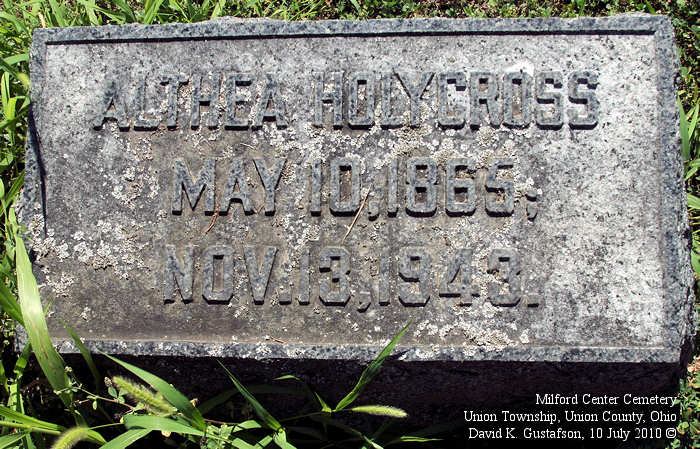 ALTHEA HOLYCROSS
MAY 10, 1865;
NOV. 13, 1943.
Milford Center Cemetery
Union Township, Union County, Ohio
David K. Gustafson, 10 July 2010 ©